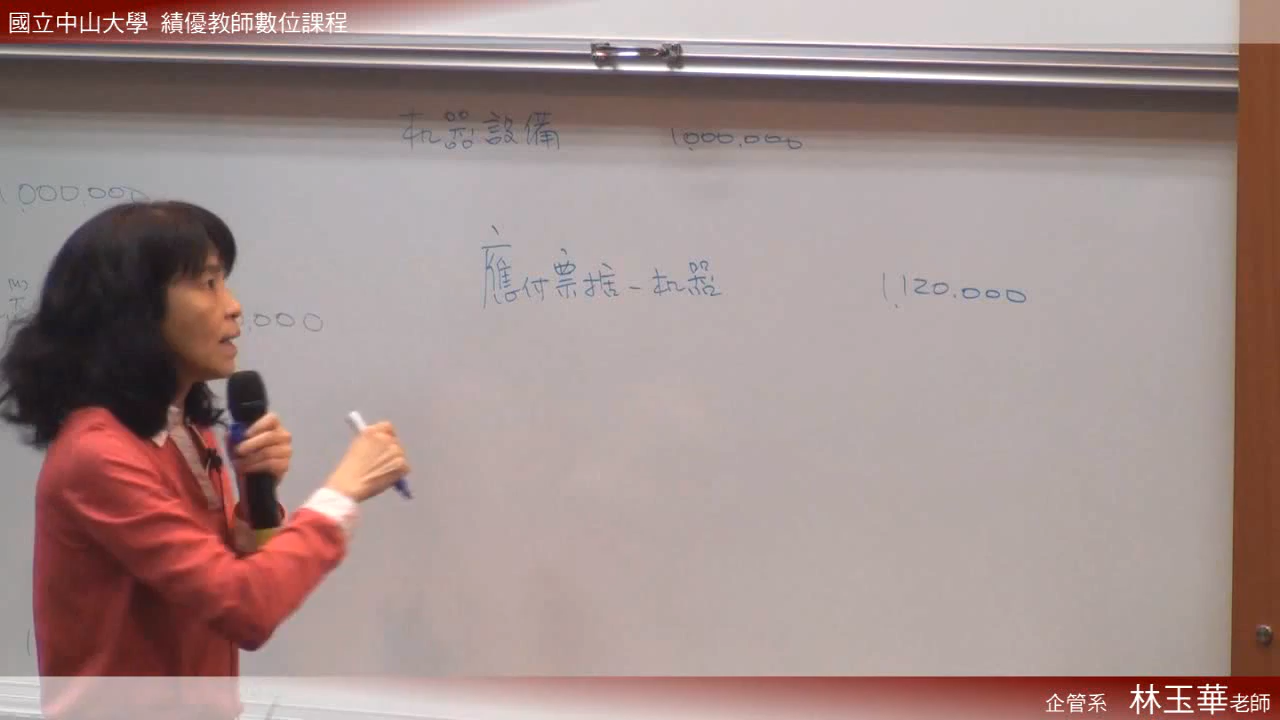 國立中山大學 績優教師數位課程
机器設備 1,000,000
1,000,000
應付票据-机器 1,120,000
企管系 林玉華老師